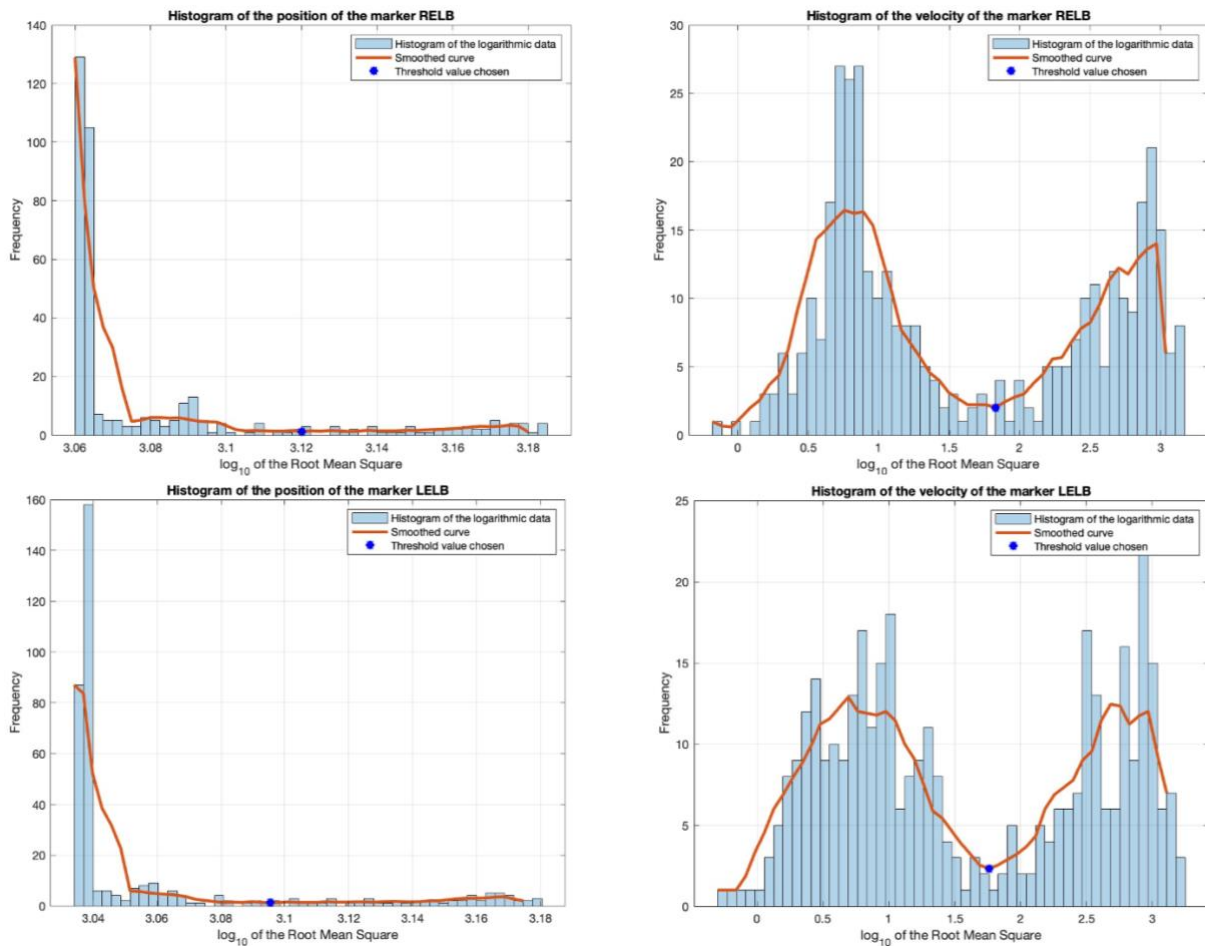 Histogram of the position of the marker RELB
Histogram of the logarithmic data
Smoothed curve
Threshold value chosen
Frequency
140
120
100
80
60
40
20
0
3.06 3.08 3.1 3.12 3.14 3.16 3.18
log10 of the Root Mean Square
Histogram of the velocity of the marker RELB
Histogram of the logarithmic data
Smoothed curve
Threshold value chosen
Frequency
30
25
20
15
10
5
0
0 0.5 1 1.5 2 2.5 3
log10 of the Root Mean Square
Histogram of the position of the marker LELB
Histogram of the logarithmic data
Smoothed curve
Threshold value chosen
Frequency
160
140
120
100
80
60
40
20
0
3.04 3.06 3.08 3.1 3.12 3.14 3.16 3.18
log10 of the Root Mean Square
Histogram of the velocity of the marker LELB
Histogram of the logarithmic data
Smoothed curve
Threshold value chosen
Frequency
25
20
15
10
5
0
0 0.5 1 1.5 2 2.5 3
log10 of the Root Mean Square